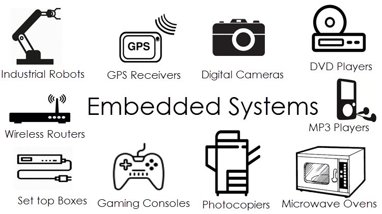 GPS
Industrial Robots
GPS Receivers
Digital Cameras
DVD Players
Embedded Systems
Wireless Routers
MP3 Players
Set top Boxes
Gaming Consoles
Photocopiers
Microwave Ovens